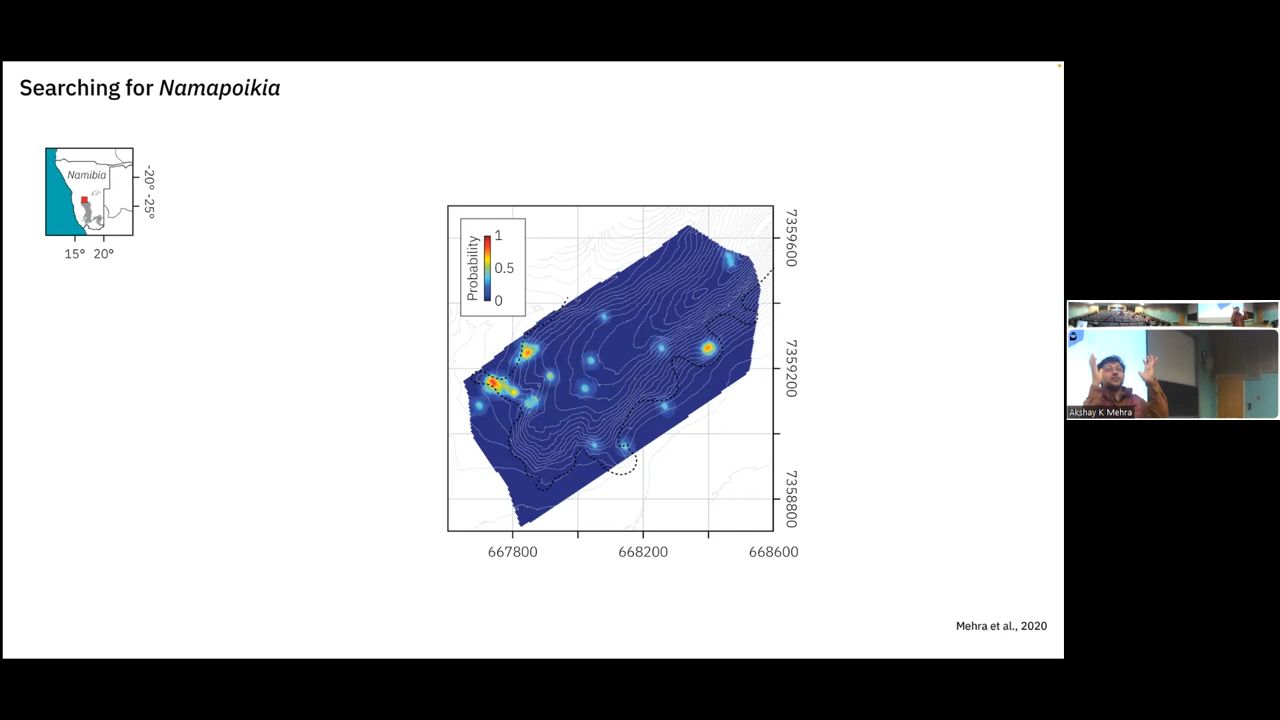 Searching for Namapoikia
Namibia
-20°
-25°
15° 20°
Probability
1
0.5
0
7359600
7359200
7358800
667800
668200
668600
Mehra et al., 2020
Akshay K Mehra